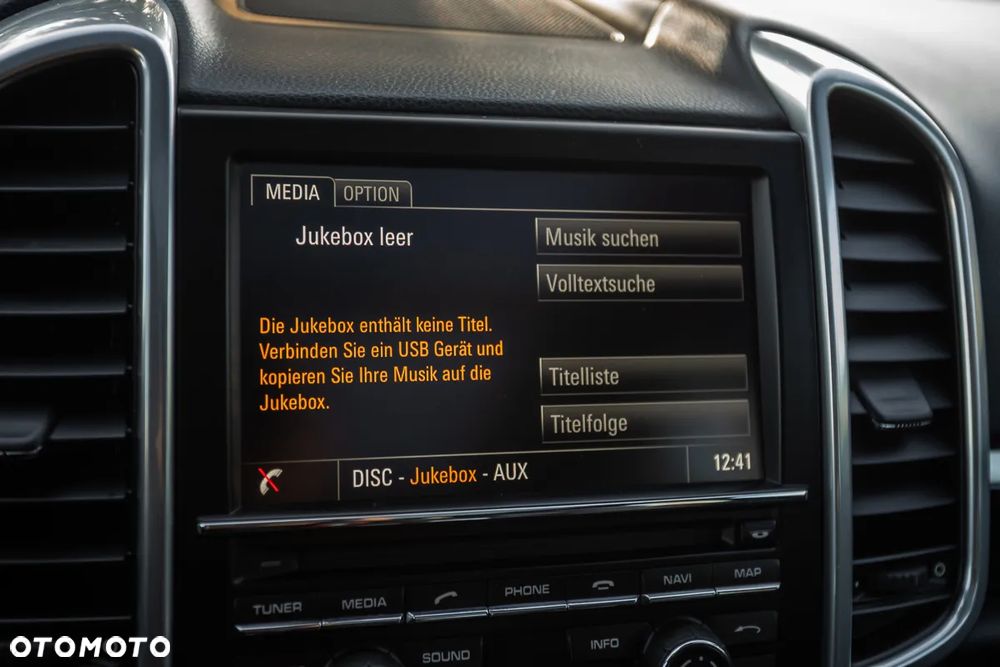 MEDIA OPTION
Jukebox leer
Musik suchen
Volltextsuche
Die Jukebox enthält keine Titel.
Verbinden Sie ein USB Gerät und
kopieren Sie Ihre Musik auf die
Jukebox.
Titelliste
Titelfolge
DISC - Jukebox - AUX
12:41
TUNER MEDIA PHONE NAVI MAP
SOUND INFO
OTOMOTO